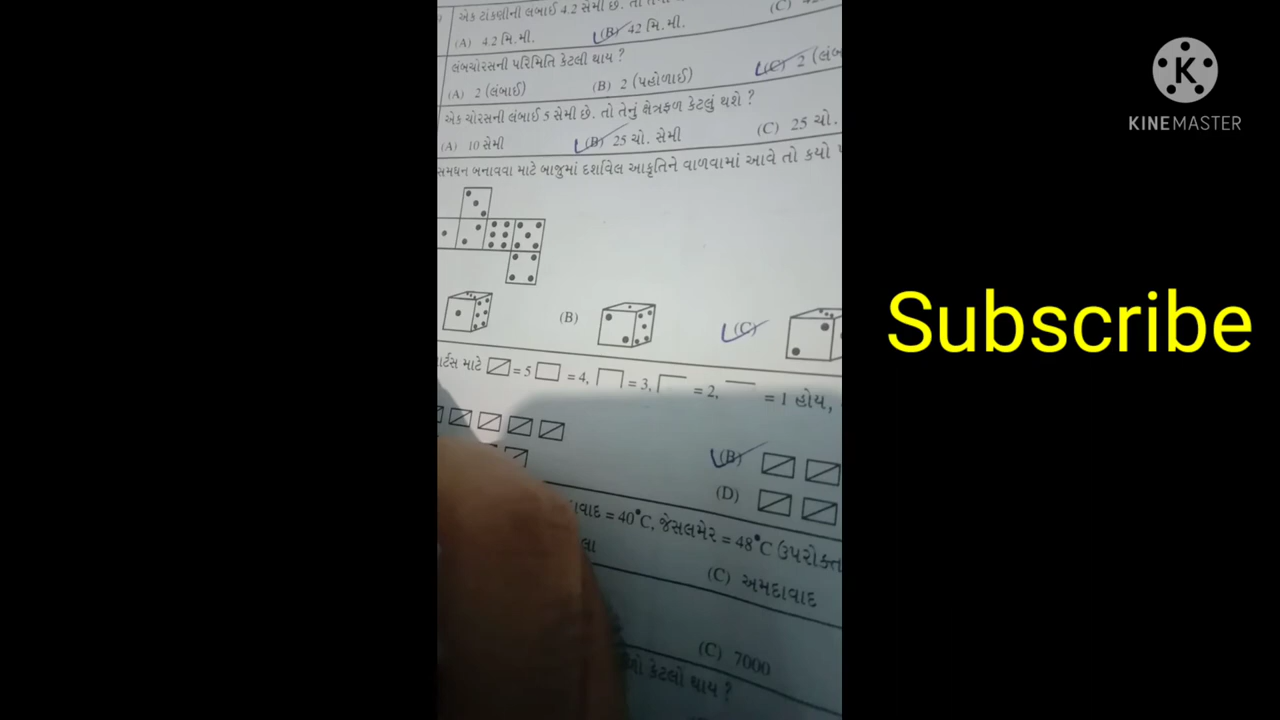 એક ટાંકણીની લંબાઈ 4.2 સેમી છે. તો
(A) 4.2 મિ.મી. (B) 42 મિ.મી. (C)
લંબચોરસની પરિમિતિ કેટલી થાય ?
(A) 2 (લંબાઈ) (B) 2 (પહોળાઈ) (C) 2 (લંબ
એક ચોરસની લંબાઈ 5 સેમી છે. તો તેનું ક્ષેત્રફળ કેટલું થશે ?
(A) 10 સેમી (B) 25 ચો. સેમી (C) 25 ચો.
સમઘન બનાવવા માટે બાજુમાં દર્શાવેલ આકૃતિને વાળવામાં આવે તો કયો
(B) (C)
માટે = 5 = 4, = 3, = 2, = 1 હોય,
(B)
(D)
= 40°C, જેસલમેર = 48°C ઉપરોક્ત
(C) અમદાવાદ
(C) 7000
કેટલો થાય ?
KINEMASTER
Subscribe